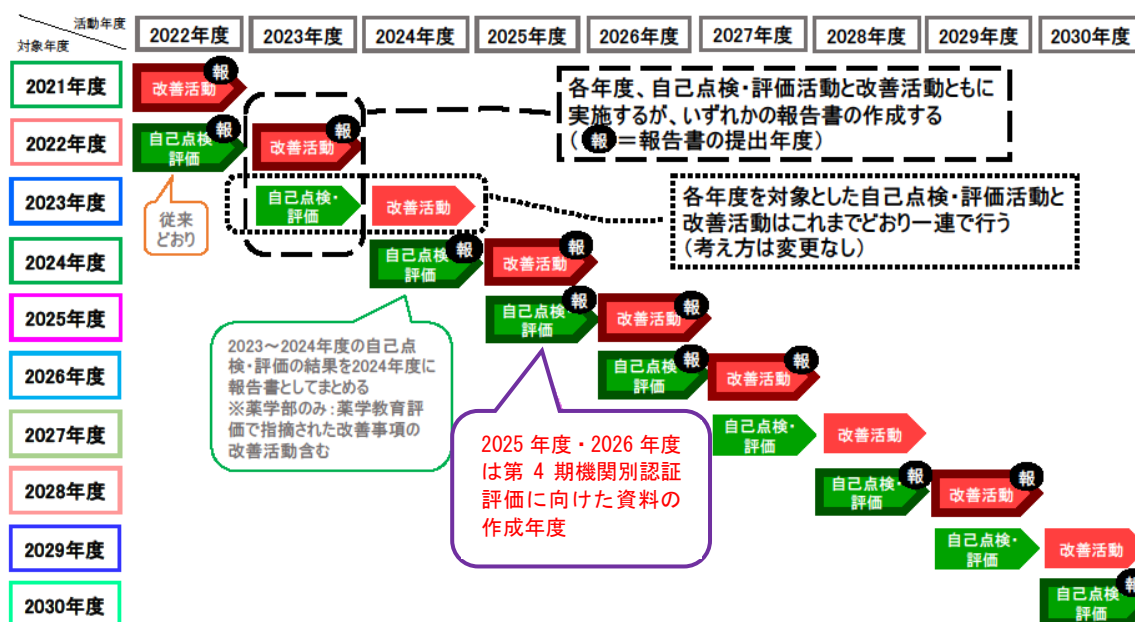 活動年度
対象年度
2022年度
2023年度
2024年度
2025年度
2026年度
2027年度
2028年度
2029年度
2030年度
2021年度
改善活動
報
各年度、自己点検・評価活動と改善活動ともに
実施するが、いずれかの報告書の作成する
(報=報告書の提出年度)
2022年度
自己点検・
評価
報
改善活動
報
従来
どおり
2023年度
自己点検・
評価
改善活動
各年度を対象とした自己点検・評価活動と
改善活動はこれまでどおり一連で行う
(考え方は変更なし)
2024年度
自己点検・
評価
報
改善活動
報
2025年度
自己点検・
評価
報
改善活動
報
2023～2024年度の自己点
検・評価の結果を2024年度に
報告書としてまとめる
※薬学部のみ:薬学教育評
価で指摘された改善事項の
改善活動含む
2026年度
自己点検・
評価
報
改善活動
報
2025 年度・2026 年度
は第 4 期機関別認証
評価に向けた資料の
作成年度
2027年度
自己点検・
評価
改善活動
2028年度
自己点検・
評価
報
改善活動
報
2029年度
自己点検・
評価
改善活動
2030年度
自己点検・
評価
報